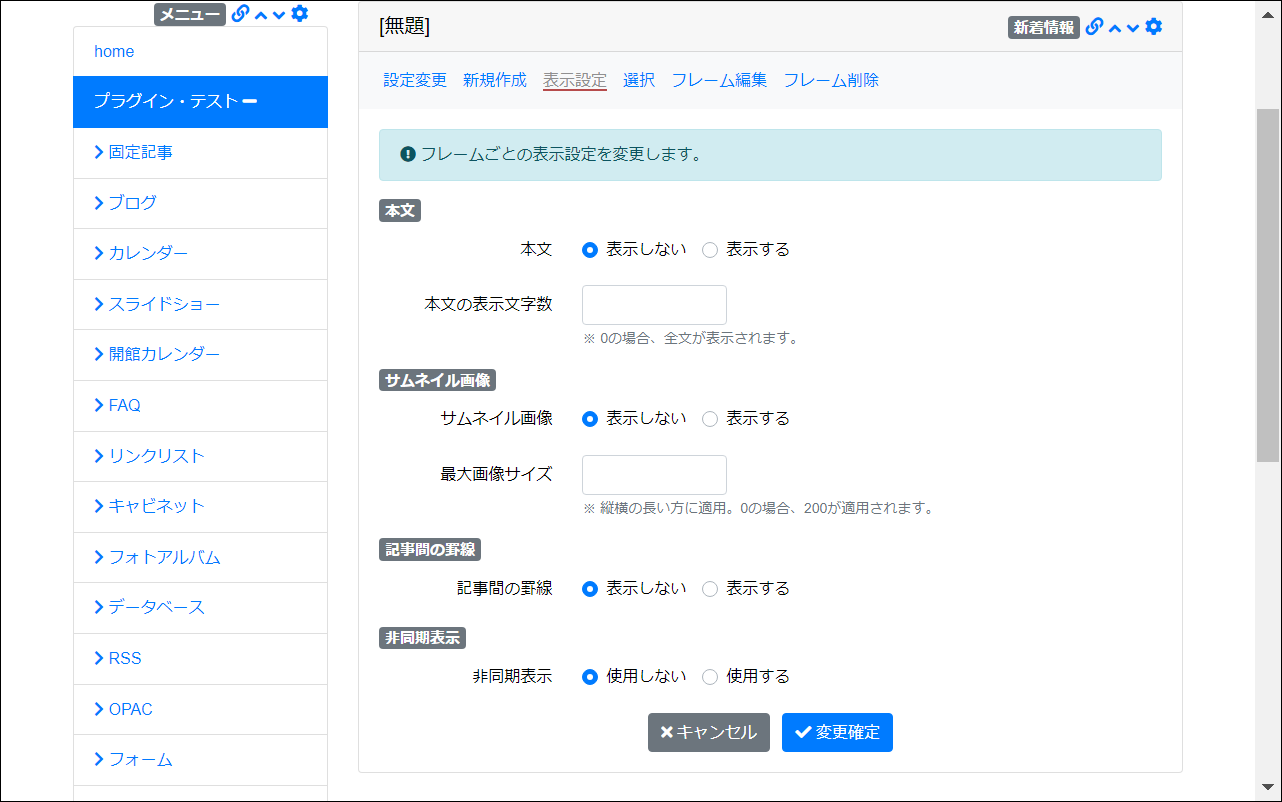 メニュー
home
プラグイン・テスト
固定記事
ブログ
カレンダー
スライドショー
開館カレンダー
FAQ
リンクリスト
キャビネット
フォトアルバム
データベース
RSS
OPAC
フォーム
[無題]
新着情報
設定変更 新規作成 表示設定 選択 フレーム編集 フレーム削除
フレームごとの表示設定を変更します。
本文
本文 表示しない 表示する
本文の表示文字数
※ 0の場合、全文が表示されます。
サムネイル画像
サムネイル画像 表示しない 表示する
最大画像サイズ
※ 縦横の長い方に適用。0の場合、200が適用されます。
記事間の罫線
記事間の罫線 表示しない 表示する
非同期表示
非同期表示 使用しない 使用する
キャンセル 変更確定